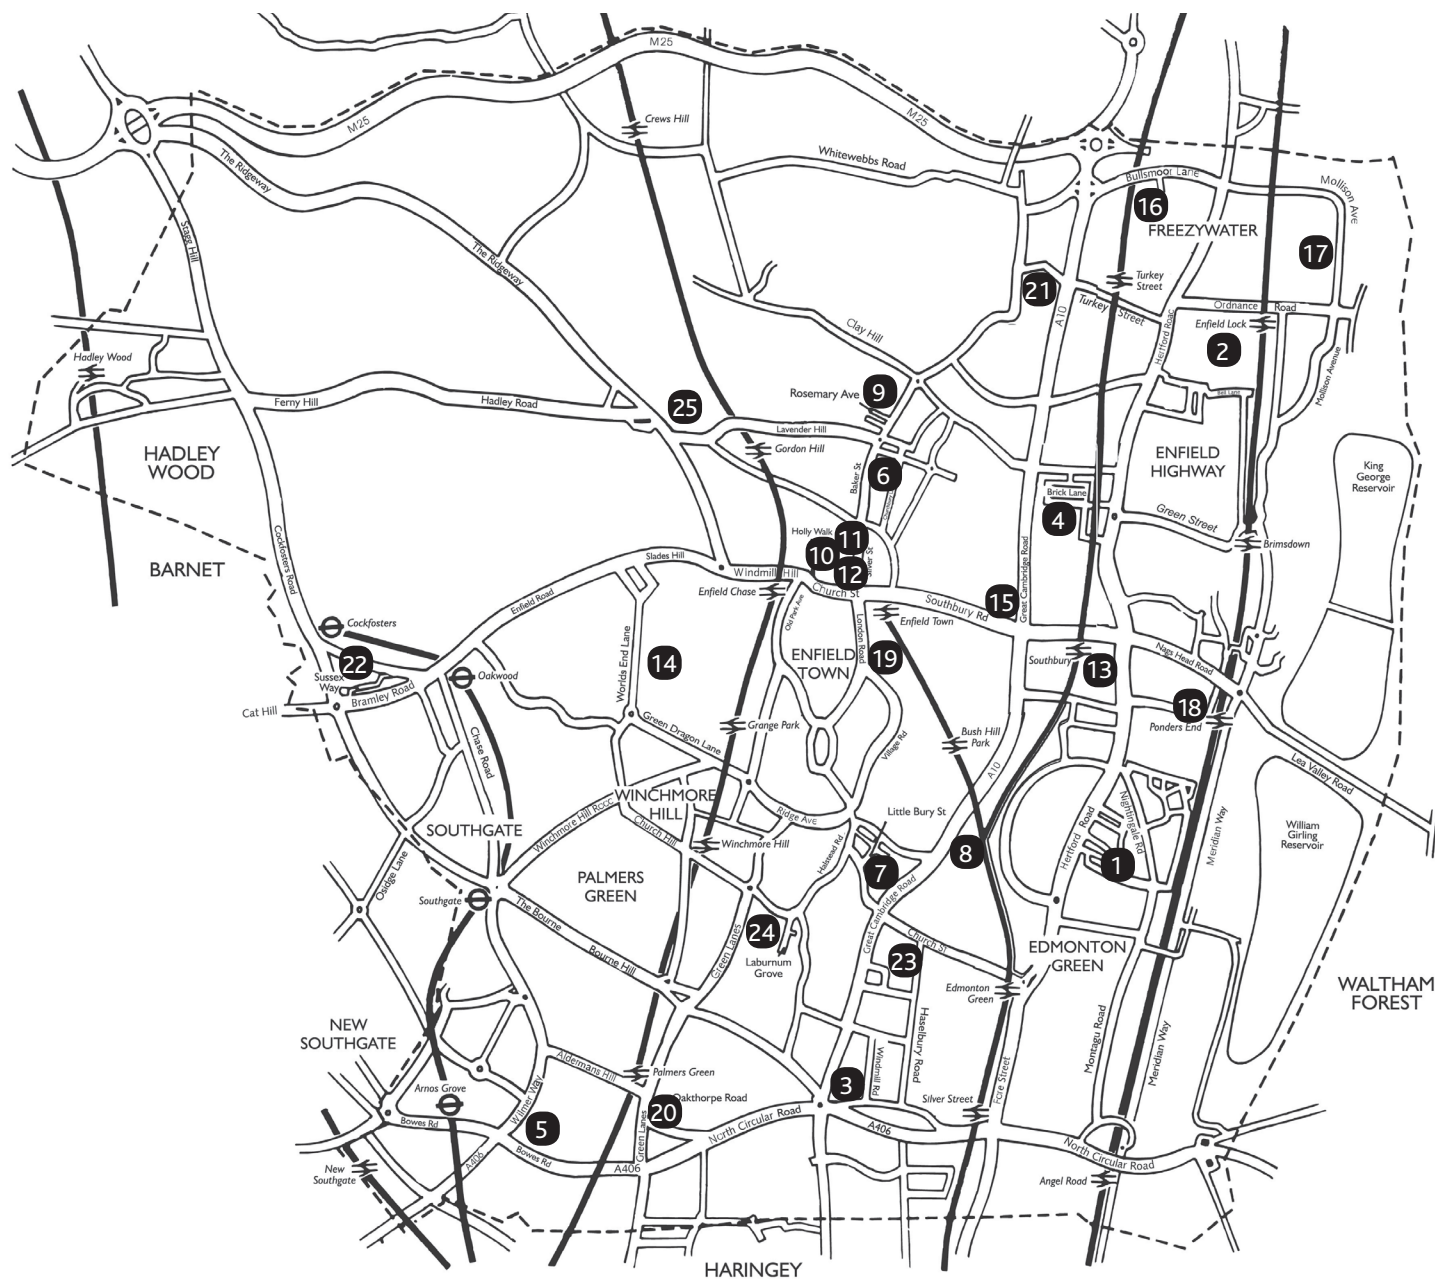 M25
Crews Hill
M25
M25
The Ridgeway
Whitewebbs Road
Bullsmoor Lane
Mollison Ave
16
FREEZYWATER
Stagg Hill
The Ridgeway
17
Turkey
Street
21
Turkey Street
Ordnance Road
A10
Enfield Lock
Hertford Road
2
Clay Hill
Hadley Wood
Mollison Avenue
Rosemary Ave
9
Bell Lane
Ferny Hill
Hadley Road
25
Lavender Hill
Gordon Hill
HADLEY
WOOD
ENFIELD
HIGHWAY
King
George
Reservoir
Baker St
6
Brick Lane
4
Green Street
Holly Walk
11
10
12
Silver St
Brimsdown
Cockfosters Road
Great Cambridge Road
BARNET
Slades Hill
Windmill Hill
Enfield Chase
Church St
Enfield Road
Old Park Ave
Southbury Rd
15
Enfield Town
London Road
Cockfosters
22
Sussex
Way
Oakwood
Worlds End Lane
14
ENFIELD
TOWN
19
Southbury
13
Nags Head Road
Bramley Road
Cat Hill
18
Ponders End
Green Dragon Lane
Grange Park
Bush Hill
Park
Village Rd
Chase Road
A10
Lea Valley Road
WINCHMORE
HILL
Ridge Ave
Little Bury St
Nightingale Rd
Hertford Road
Meridian Way
William
Girling
Reservoir
SOUTHGATE
Winchmore Hill
Church Hill
Winchmore Hill
Halstead Rd
8
1
7
Osidge Lane
PALMERS
GREEN
Southgate
The Bourne
Great Cambridge Road
24
Green Lanes
Laburnum
Grove
Bourne Hill
Church St
23
EDMONTON
GREEN
Edmonton
Green
WALTHAM
FOREST
NEW
SOUTHGATE
Haselbury Road
Montagu Road
Meridian Way
Windmill Rd
Aldermans Hill
Palmers Green
Arnos Grove
3
Fore Street
Silver Street
Wilmer Way
Oakthorpe Road
20
Bowes Rd
5
Green Lanes
North Circular Road
A406
North Circular Road
A406
Bowes Rd
A406
New
Southgate
Angel Road
HARINGEY